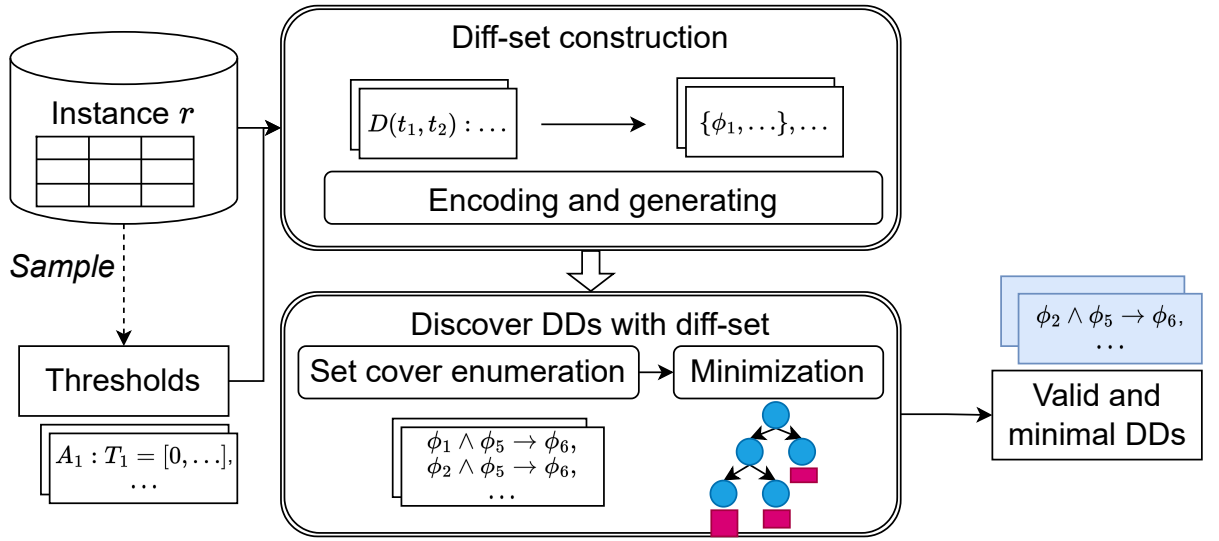 Instance r
Sample
Thresholds
A₁ : T₁ = [0, …],
…
Diff-set construction
D(t₁, t₂) : …
{ϕ₁, …}, …
Encoding and generating
Discover DDs with diff-set
Set cover enumeration
Minimization
ϕ₁ ∧ ϕ₅ → ϕ₆,
ϕ₂ ∧ ϕ₅ → ϕ₆,
…
ϕ₂ ∧ ϕ₅ → ϕ₆,
…
Valid and
minimal DDs